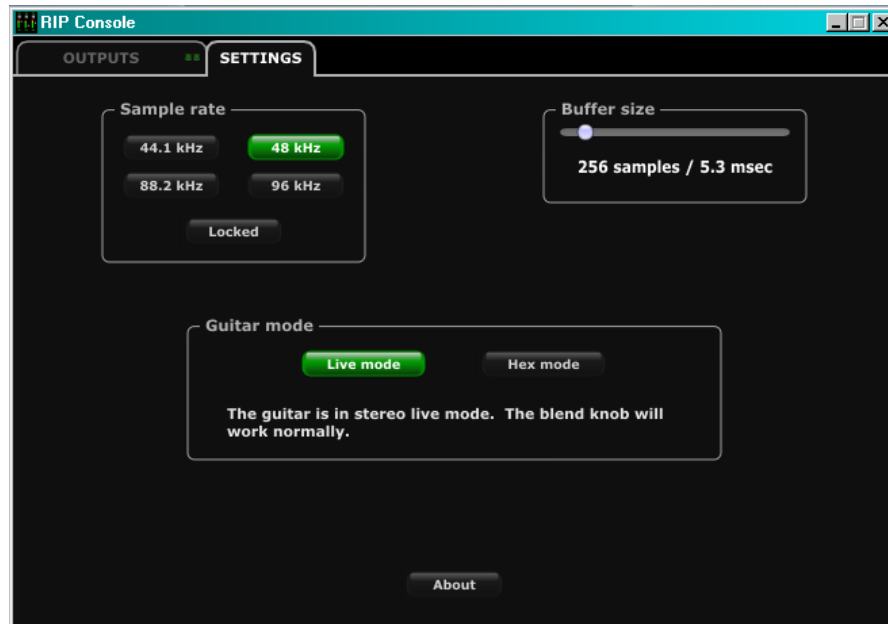 RIP Console
OUTPUTS
SETTINGS
Sample rate
44.1 kHz
48 kHz
88.2 kHz
96 kHz
Locked
Buffer size
256 samples / 5.3 msec
Guitar mode
Live mode
Hex mode
The guitar is in stereo live mode.  The blend knob will
work normally.
About